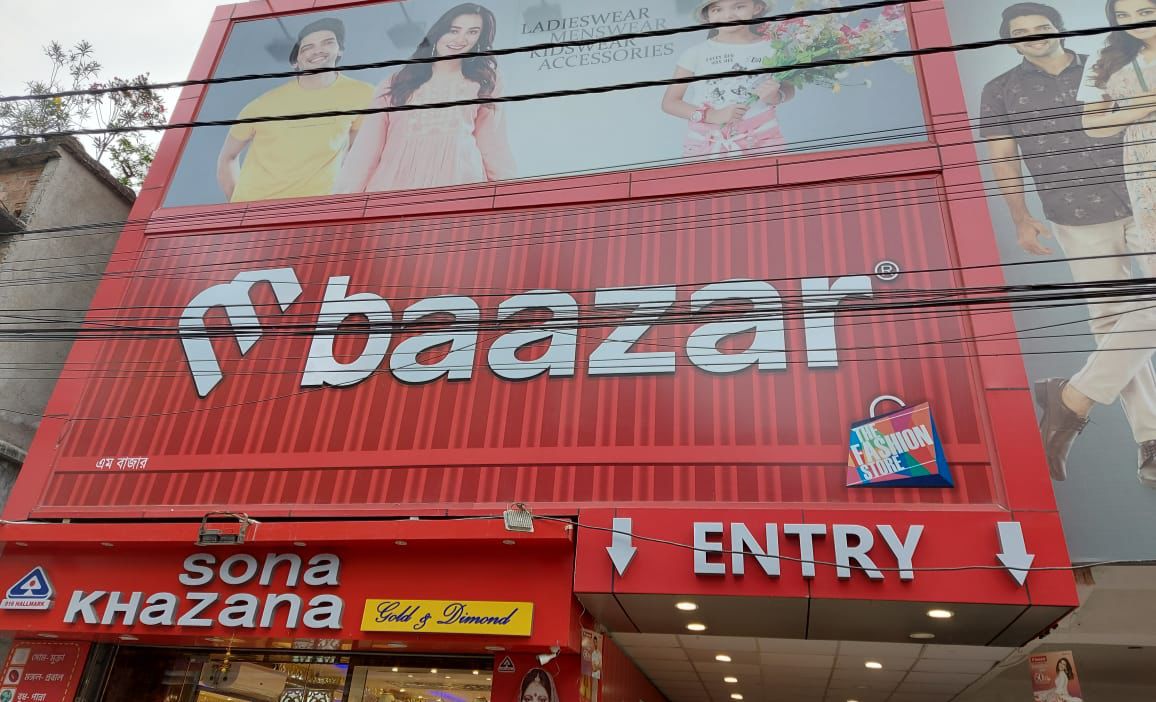 LADIESWEAR
MENSWEAR
KIDSWEAR
ACCESSORIES
m baazar ®
THE
FASHION
STORE
এম বাজার
ENTRY
sona
KHazana
Gold & Dimond
916 HALLMARK